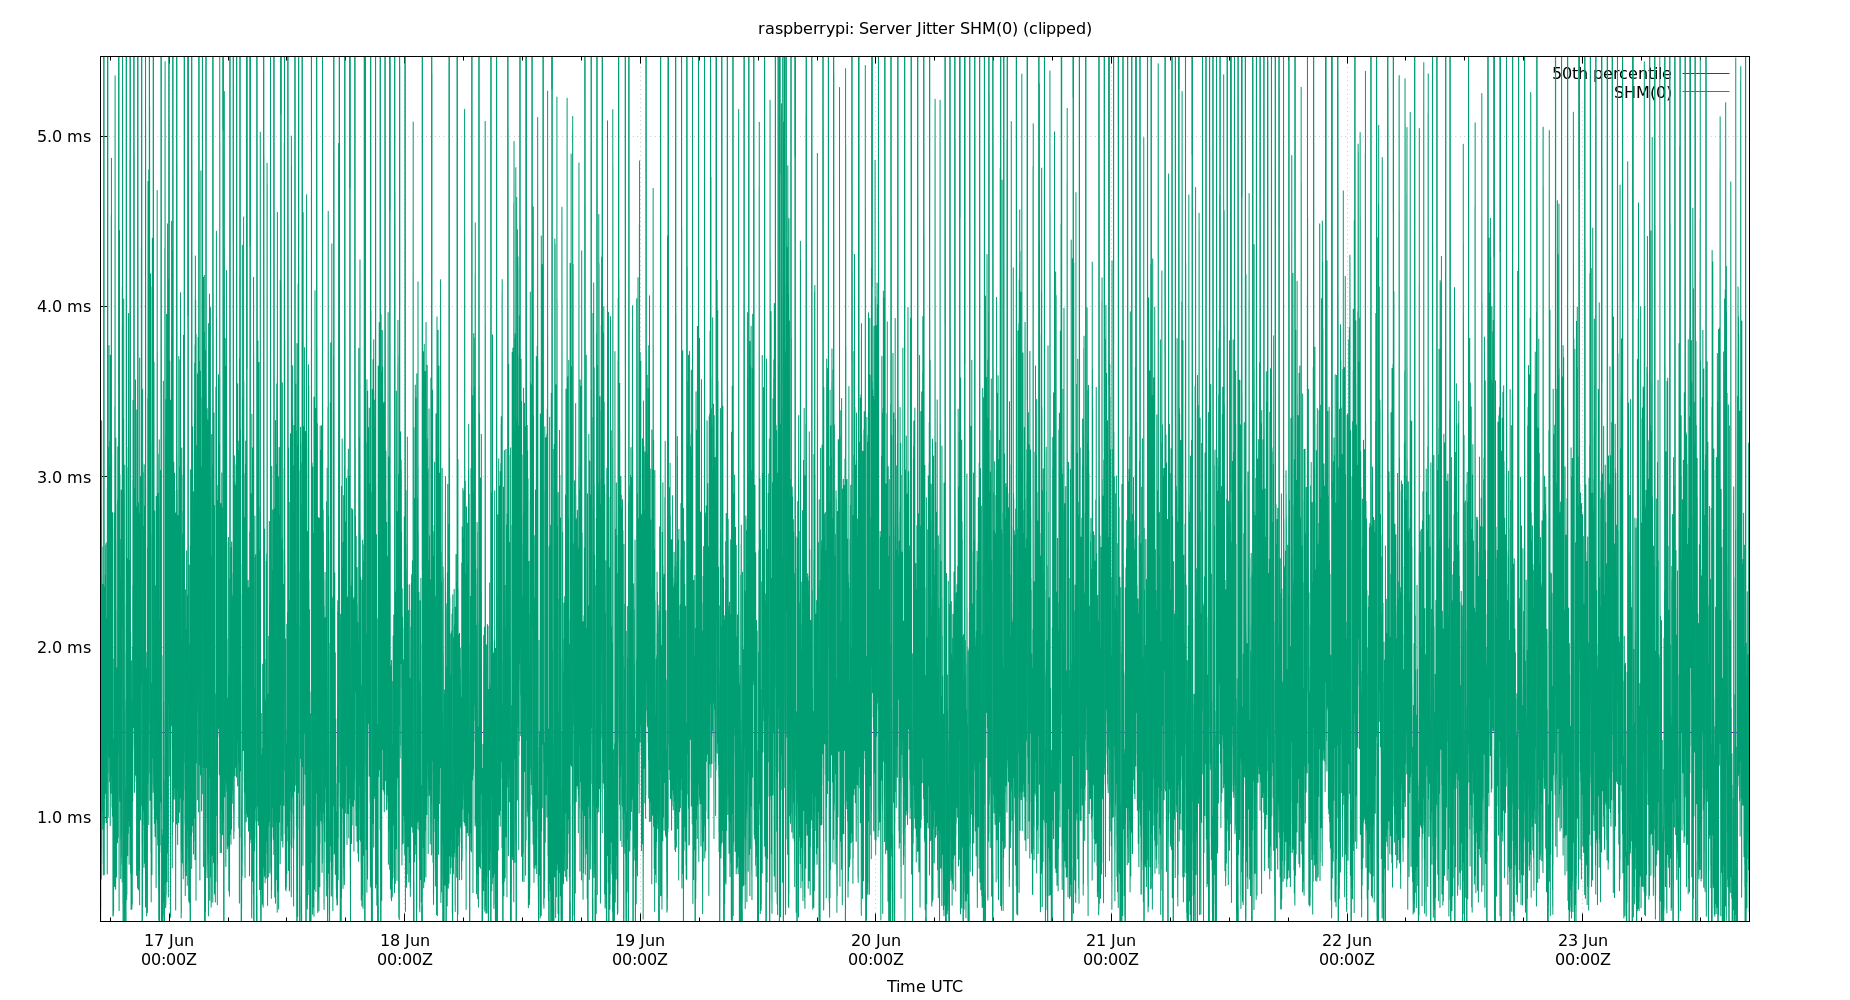 raspberrypi: Server Jitter SHM(0) (clipped)
50th percentile
SHM(0)
5.0 ms
4.0 ms
3.0 ms
2.0 ms
1.0 ms
17 Jun 18 Jun 19 Jun 20 Jun 21 Jun 22 Jun 23 Jun
00:00Z 00:00Z 00:00Z 00:00Z 00:00Z 00:00Z 00:00Z
Time UTC